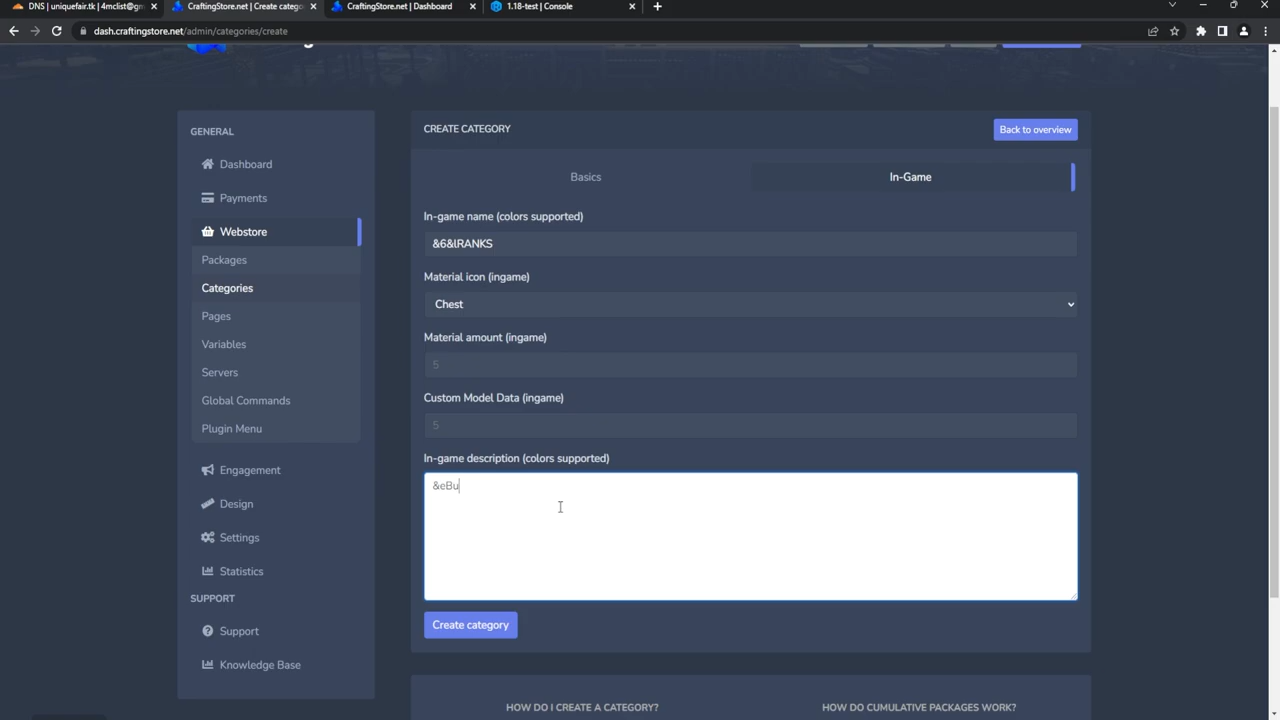 DNS | uniquefair.tk | 4mclist@gm
CraftingStore.net | Create catego
CraftingStore.net | Dashboard
1.18-test | Console
dash.craftingstore.net/admin/categories/create
GENERAL
Dashboard
Payments
Webstore
Packages
Categories
Pages
Variables
Servers
Global Commands
Plugin Menu
Engagement
Design
Settings
Statistics
SUPPORT
Support
Knowledge Base
CREATE CATEGORY
Back to overview
Basics
In-Game
In-game name (colors supported)
&6&lRANKS
Material icon (ingame)
Chest
Material amount (ingame)
5
Custom Model Data (ingame)
5
In-game description (colors supported)
&eBu
Create category
HOW DO I CREATE A CATEGORY?
HOW DO CUMULATIVE PACKAGES WORK?